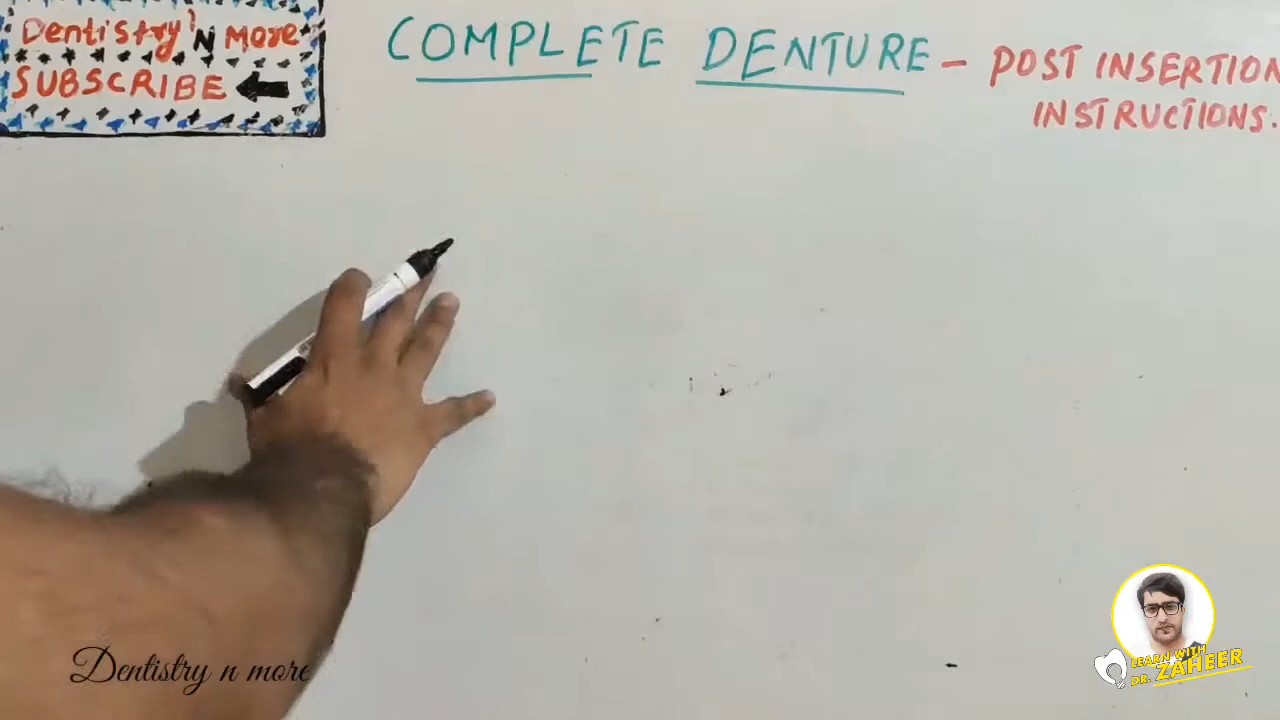 Dentistry'N More
SUBSCRIBE
COMPLETE DENTURE - POST INSERTION
INSTRUCTIONS.
Dentistry n more
LEARN WITH
DR. ZAHEER